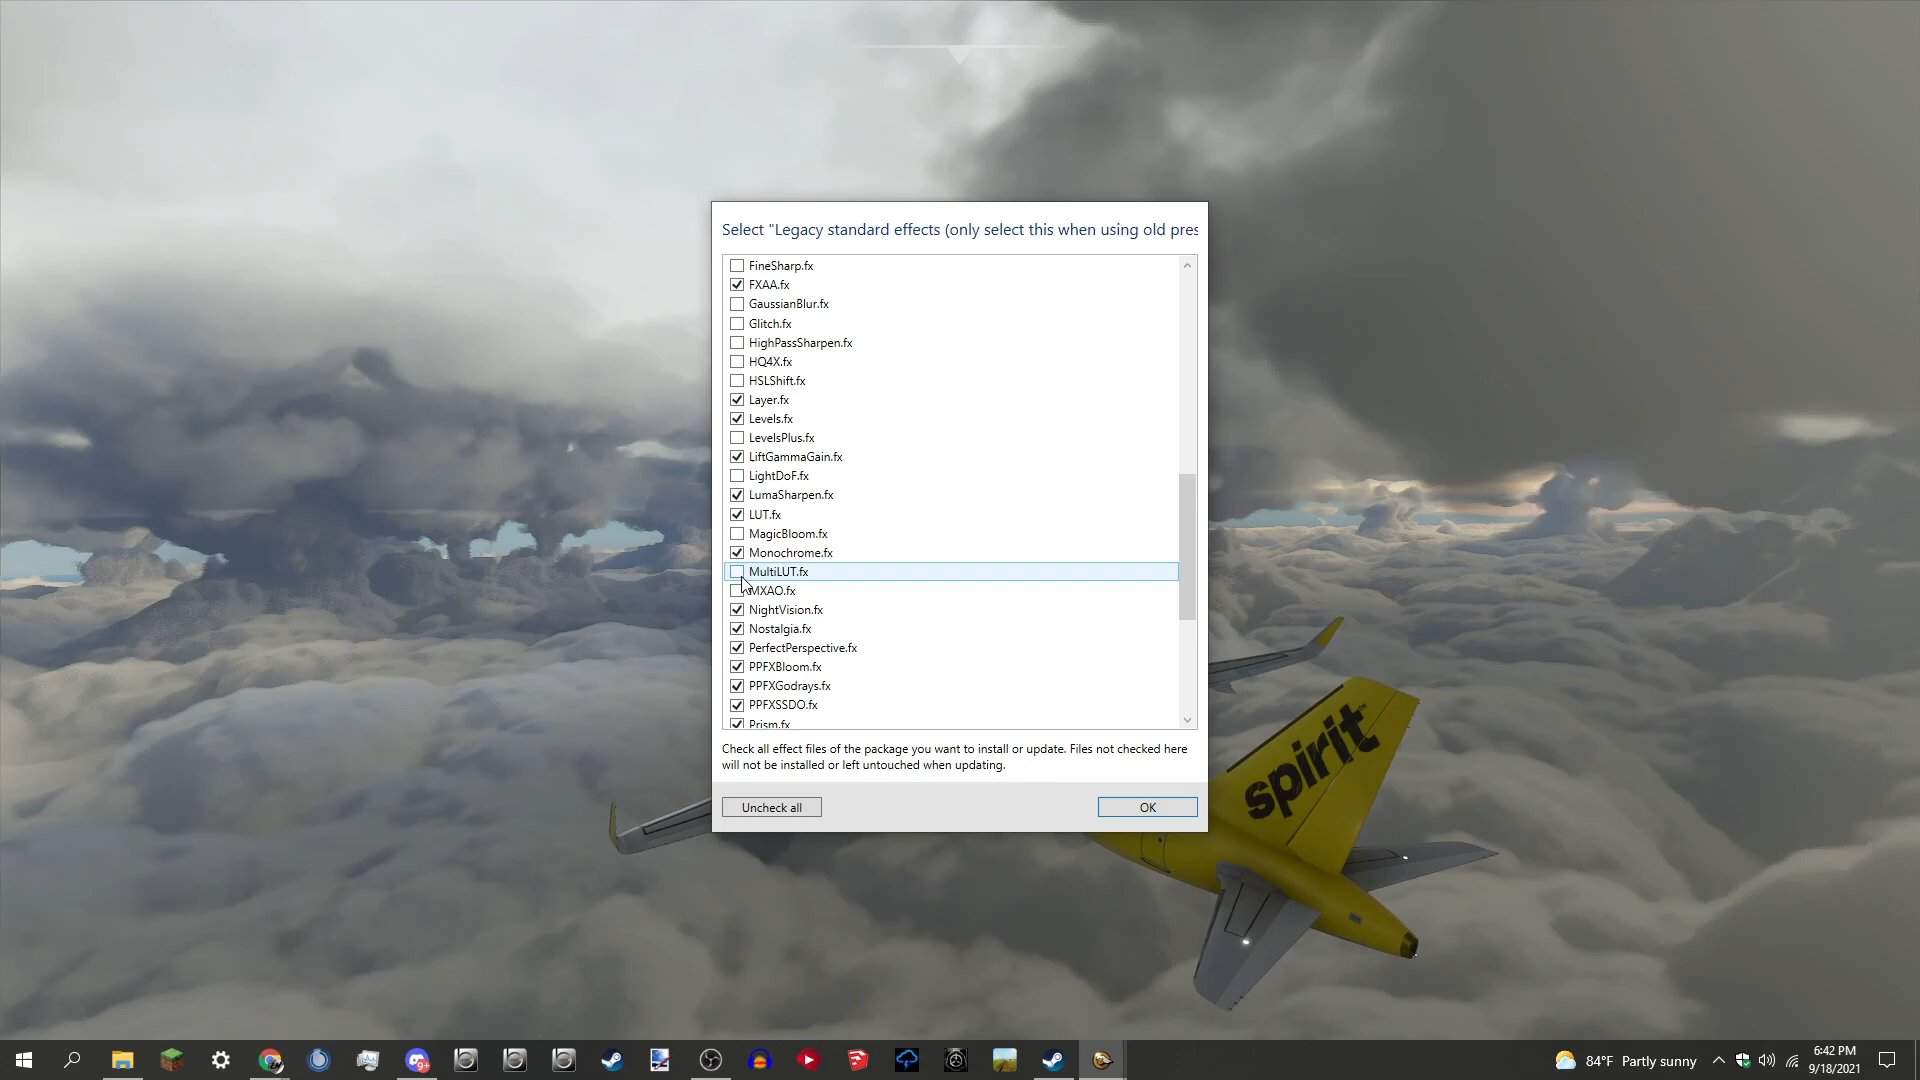 Select "Legacy standard effects (only select this when using old pres
FineSharp.fx
FXAA.fx
GaussianBlur.fx
Glitch.fx
HighPassSharpen.fx
HQ4X.fx
HSLShift.fx
Layer.fx
Levels.fx
LevelsPlus.fx
LiftGammaGain.fx
LightDoF.fx
LumaSharpen.fx
LUT.fx
MagicBloom.fx
Monochrome.fx
MultiLUT.fx
MXAO.fx
NightVision.fx
Nostalgia.fx
PerfectPerspective.fx
PPFXBloom.fx
PPFXGodrays.fx
PPFXSSDO.fx
Prism.fx
Check all effect files of the package you want to install or update. Files not checked here
will not be installed or left untouched when updating.
Uncheck all
OK
spirit
9+
84°F Partly sunny
6:42 PM
9/18/2021